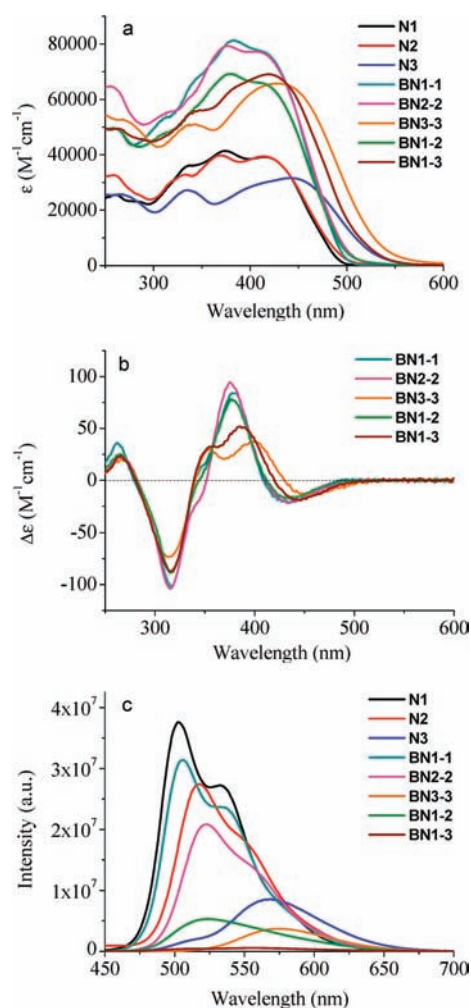 a
N1
N2
N3
BN1-1
BN2-2
BN3-3
BN1-2
BN1-3
ε (M⁻¹cm⁻¹)
80000
60000
40000
20000
0
300 350 400 450 500 550 600
Wavelength (nm)
b
BN1-1
BN2-2
BN3-3
BN1-2
BN1-3
Δε (M⁻¹cm⁻¹)
100
50
0
-50
-100
300 400 500 600
Wavelength (nm)
c
N1
N2
N3
BN1-1
BN2-2
BN3-3
BN1-2
BN1-3
Intensity (a.u.)
4x10⁷
3x10⁷
2x10⁷
1x10⁷
0
450 500 550 600 650 700
Wavelength (nm)